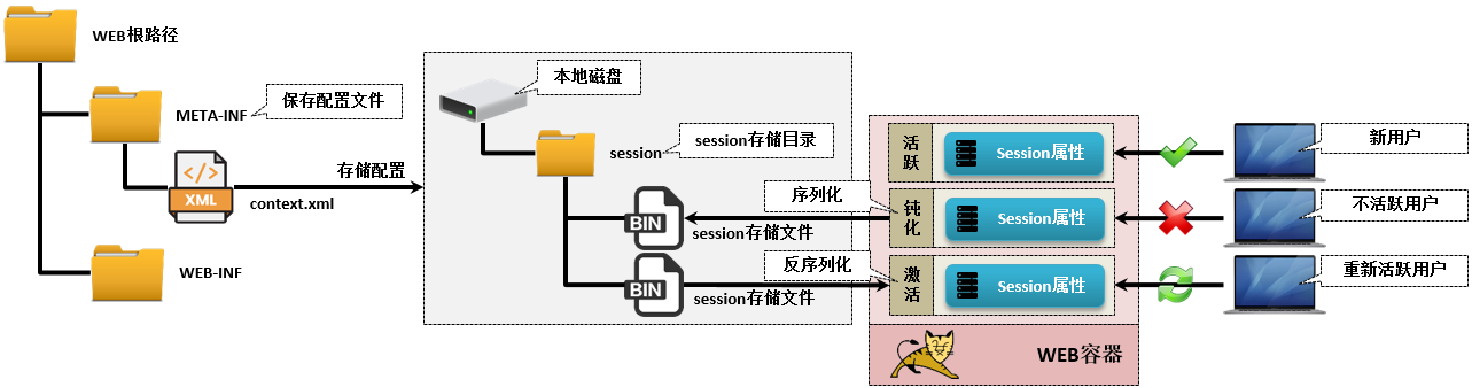 WEB根路径
META-INF
保存配置文件
</>
XML
context.xml
WEB-INF
存储配置
本地磁盘
session
session存储目录
BIN
session存储文件
BIN
session存储文件
序列化
反序列化
活跃
Session属性
钝化
Session属性
激活
Session属性
WEB容器
新用户
不活跃用户
重新活跃用户